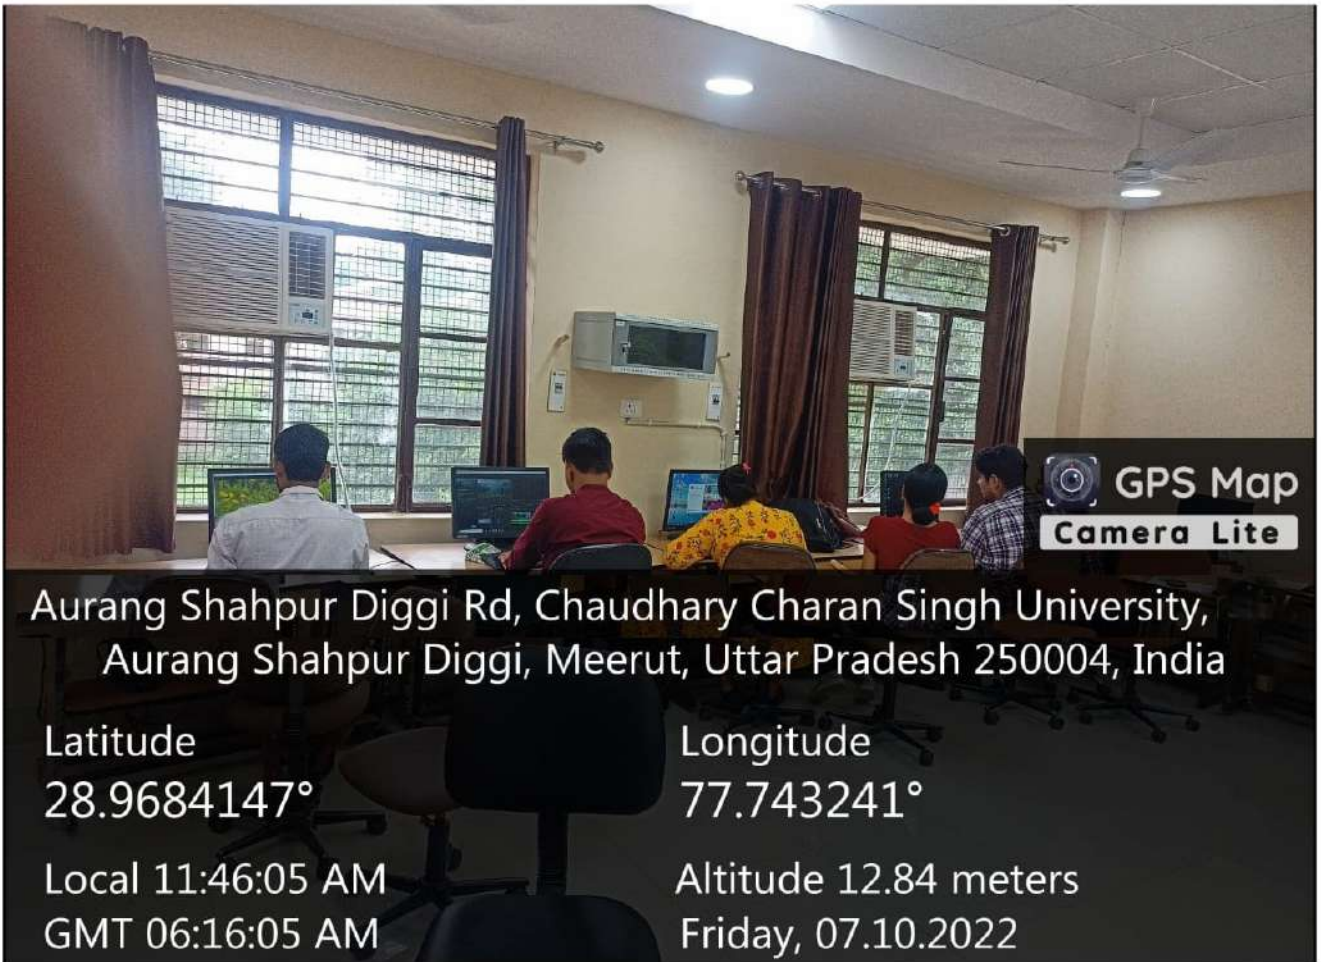 GPS Map
Camera Lite
Aurang Shahpur Diggi Rd, Chaudhary Charan Singh University,
Aurang Shahpur Diggi, Meerut, Uttar Pradesh 250004, India
Latitude
28.9684147°
Longitude
77.743241°
Local 11:46:05 AM
GMT 06:16:05 AM
Altitude 12.84 meters
Friday, 07.10.2022